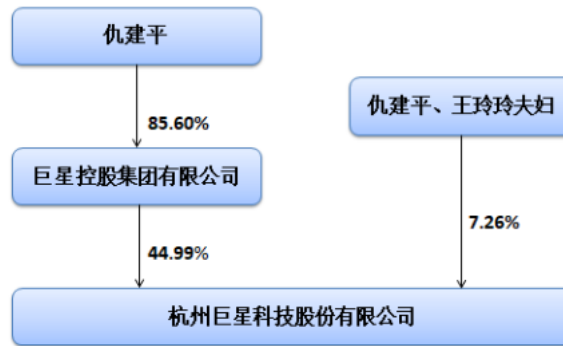 仇建平
仇建平、王玲玲夫妇
85.60%
巨星控股集团有限公司
7.26%
44.99%
杭州巨星科技股份有限公司